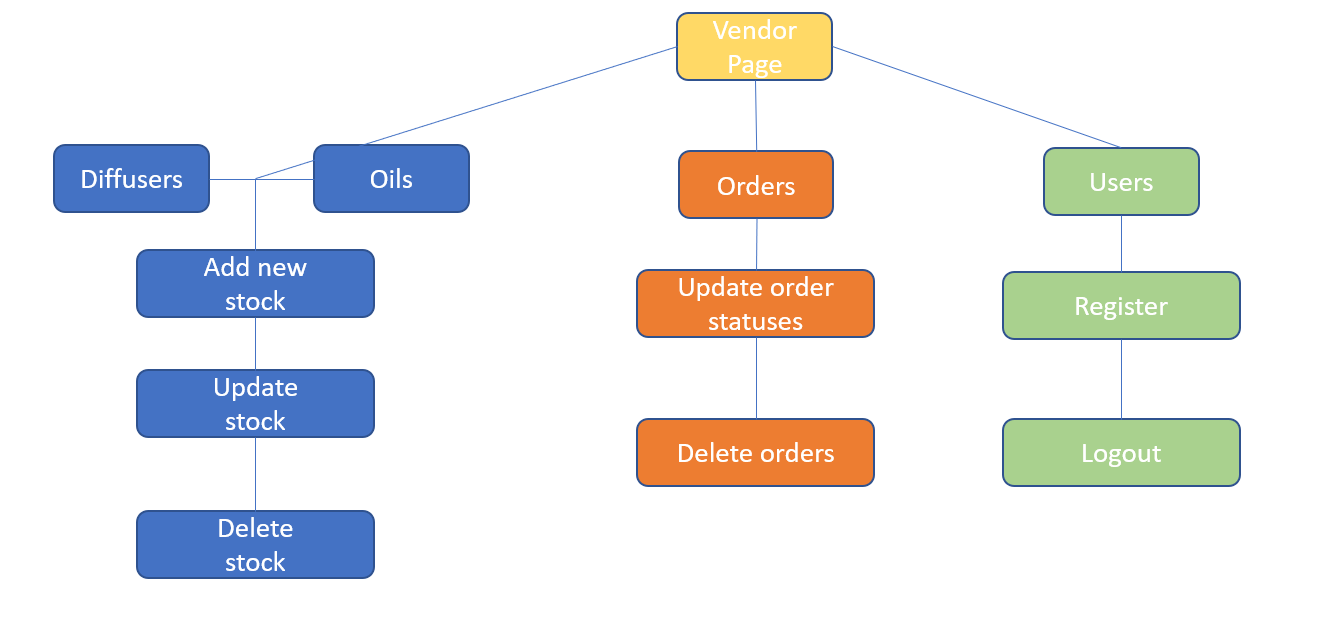 Vendor
Page
Diffusers
Oils
Orders
Users
Add new
stock
Update order
statuses
Register
Update
stock
Delete orders
Logout
Delete
stock